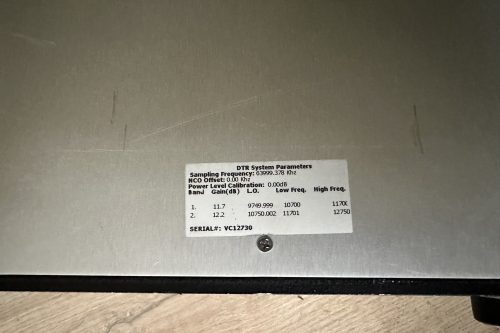 DTR System Parameters
Sampling Frequency: 63999.378 Khz
NCO Offset: 0.00 Khz
Power Level Calibration: 0.00dB
Band Gain(dB) L.O. Low Freq. High Freq.
1. 11.7 9749.999 10700 11700
2. 12.2 10750.002 11701 12750
SERIAL#: VC12730